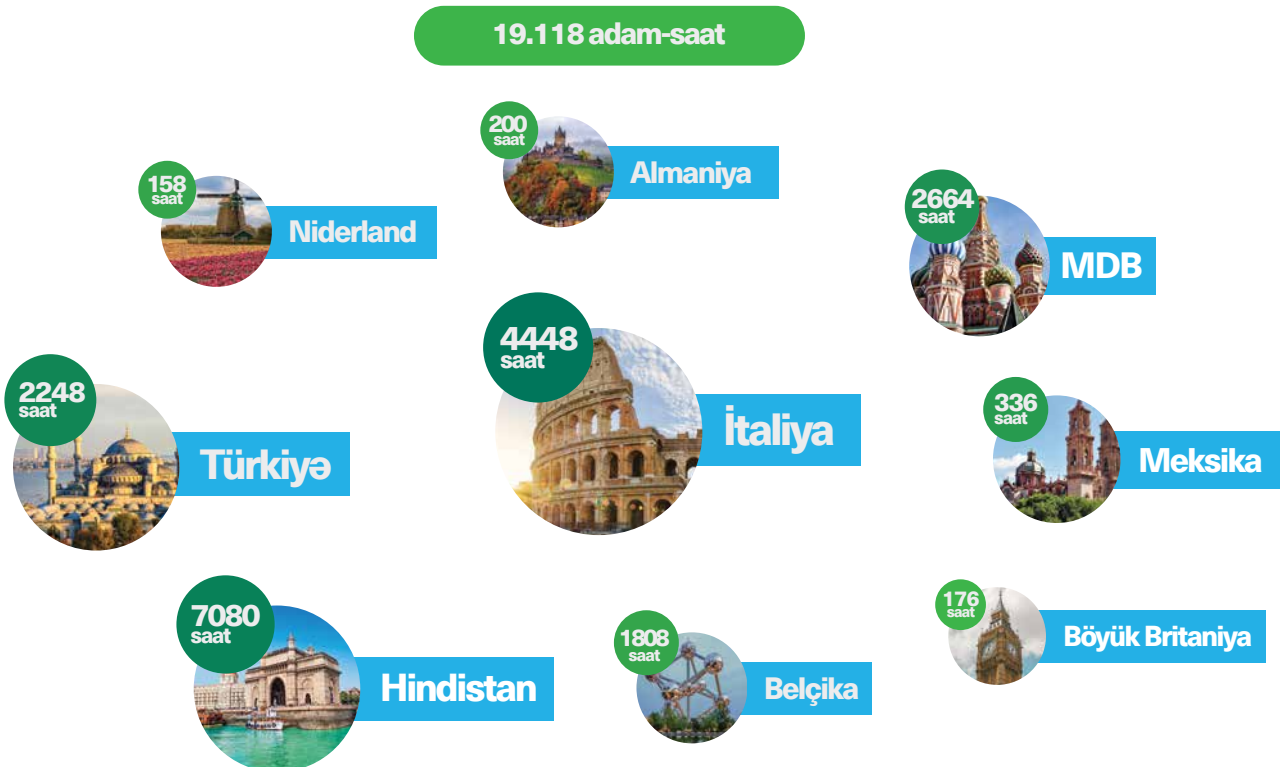 19.118 adam-saat
200
saat
Almaniya
158
saat
Niderland
2664
saat
MDB
4448
saat
İtaliya
2248
saat
Türkiyə
336
saat
Meksika
7080
saat
Hindistan
1808
saat
Belçika
176
saat
Böyük Britaniya